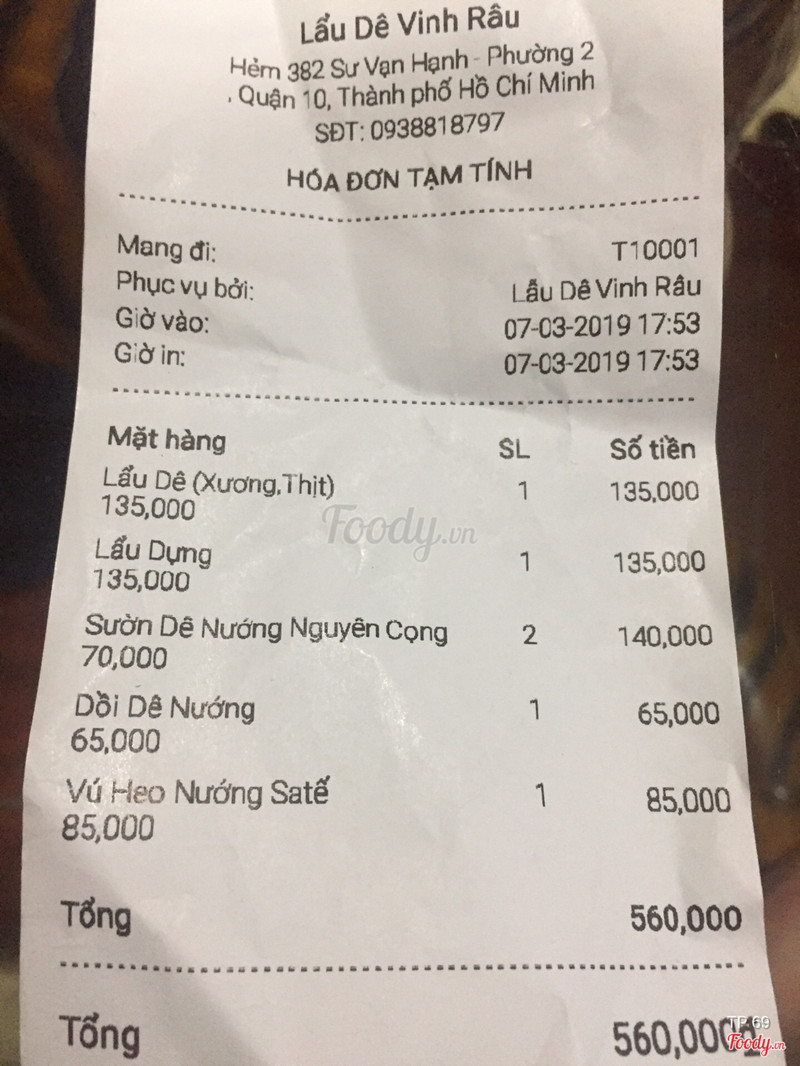 Lẩu Dê Vinh Râu
Hẻm 382 Sư Vạn Hạnh - Phường 2
, Quận 10, Thành phố Hồ Chí Minh
SĐT: 0938818797
HÓA ĐƠN TẠM TÍNH
Mang đi: T10001
Phục vụ bởi: Lẩu Dê Vinh Râu
Giờ vào: 07-03-2019 17:53
Giờ in: 07-03-2019 17:53
Mặt hàng SL Số tiền
Lẩu Dê (Xương,Thịt) 1 135,000
135,000
Foody.vn
Lẩu Dựng 1 135,000
135,000
Sườn Dê Nướng Nguyên Cọng 2 140,000
70,000
Dồi Dê Nướng 1 65,000
65,000
Vú Heo Nướng Satế 1 85,000
85,000
Tổng 560,000
Tổng 560,000đ
TP.69
Foody.vn